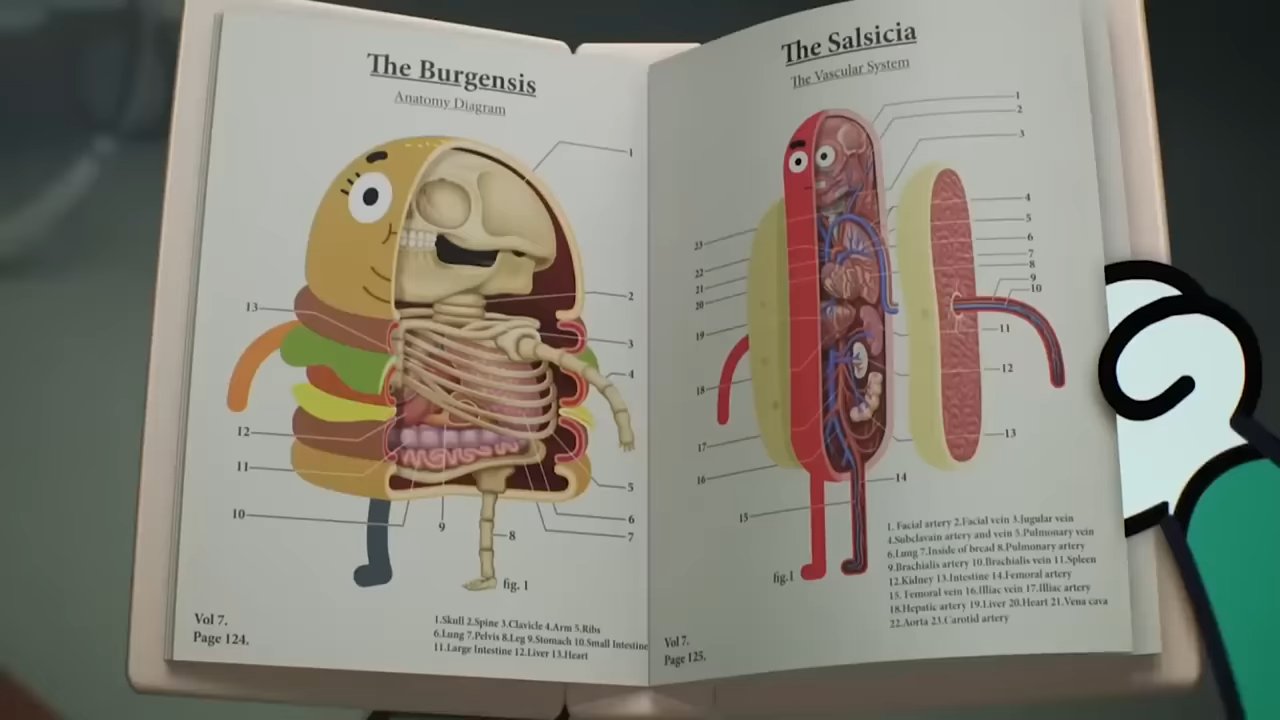 The Burgensis
Anatomy Diagram
1
2
3
4
5
6
7
8
9
10
11
12
13
fig. 1
Vol 7.
Page 124.
1.Skull 2.Spine 3.Clavicle 4.Arm 5.Ribs
6.Lung 7.Pelvis 8.Leg 9.Stomach 10.Small Intestine
11.Large Intestine 12.Liver 13.Heart
The Salsicia
The Vascular System
1
2
3
4
5
6
7
8
9
10
11
12
13
14
15
16
17
18
19
20
21
22
23
fig.1
1. Facial artery 2.Facial vein 3.Jugular vein
4.Subclavain artery and vein 5.Pulmonary vein
6.Lung 7.Inside of bread 8.Pulmonary artery
9.Brachialis artery 10.Brachialis vein 11.Spleen
12.Kidney 13.Intestine 14.Femoral artery
15. Femoral vein 16.Illiac vein 17.Illiac artery
18.Hepatic artery 19.Liver 20.Heart 21.Vena cava
22.Aorta 23.Carotid artery
Vol 7.
Page 125.